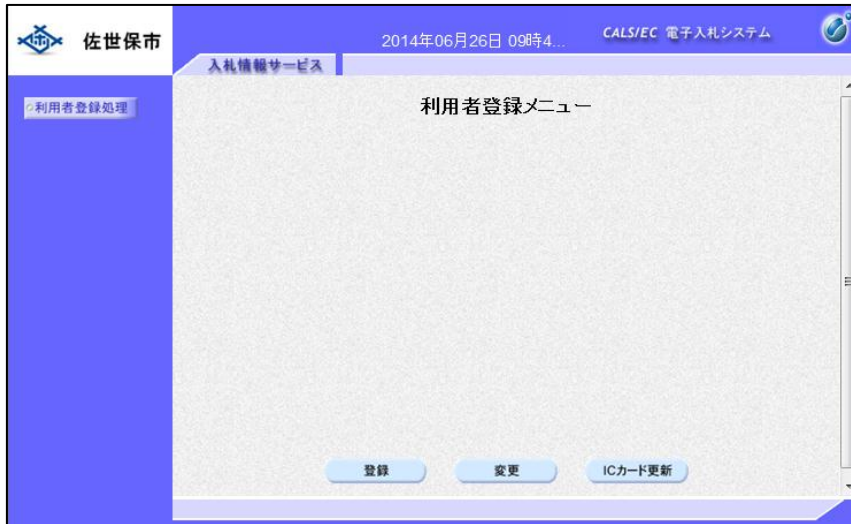 佐世保市
2014年06月26日 09時4...
CALS/EC 電子入札システム
入札情報サービス
利用者登録処理
利用者登録メニュー
登録
変更
ICカード更新